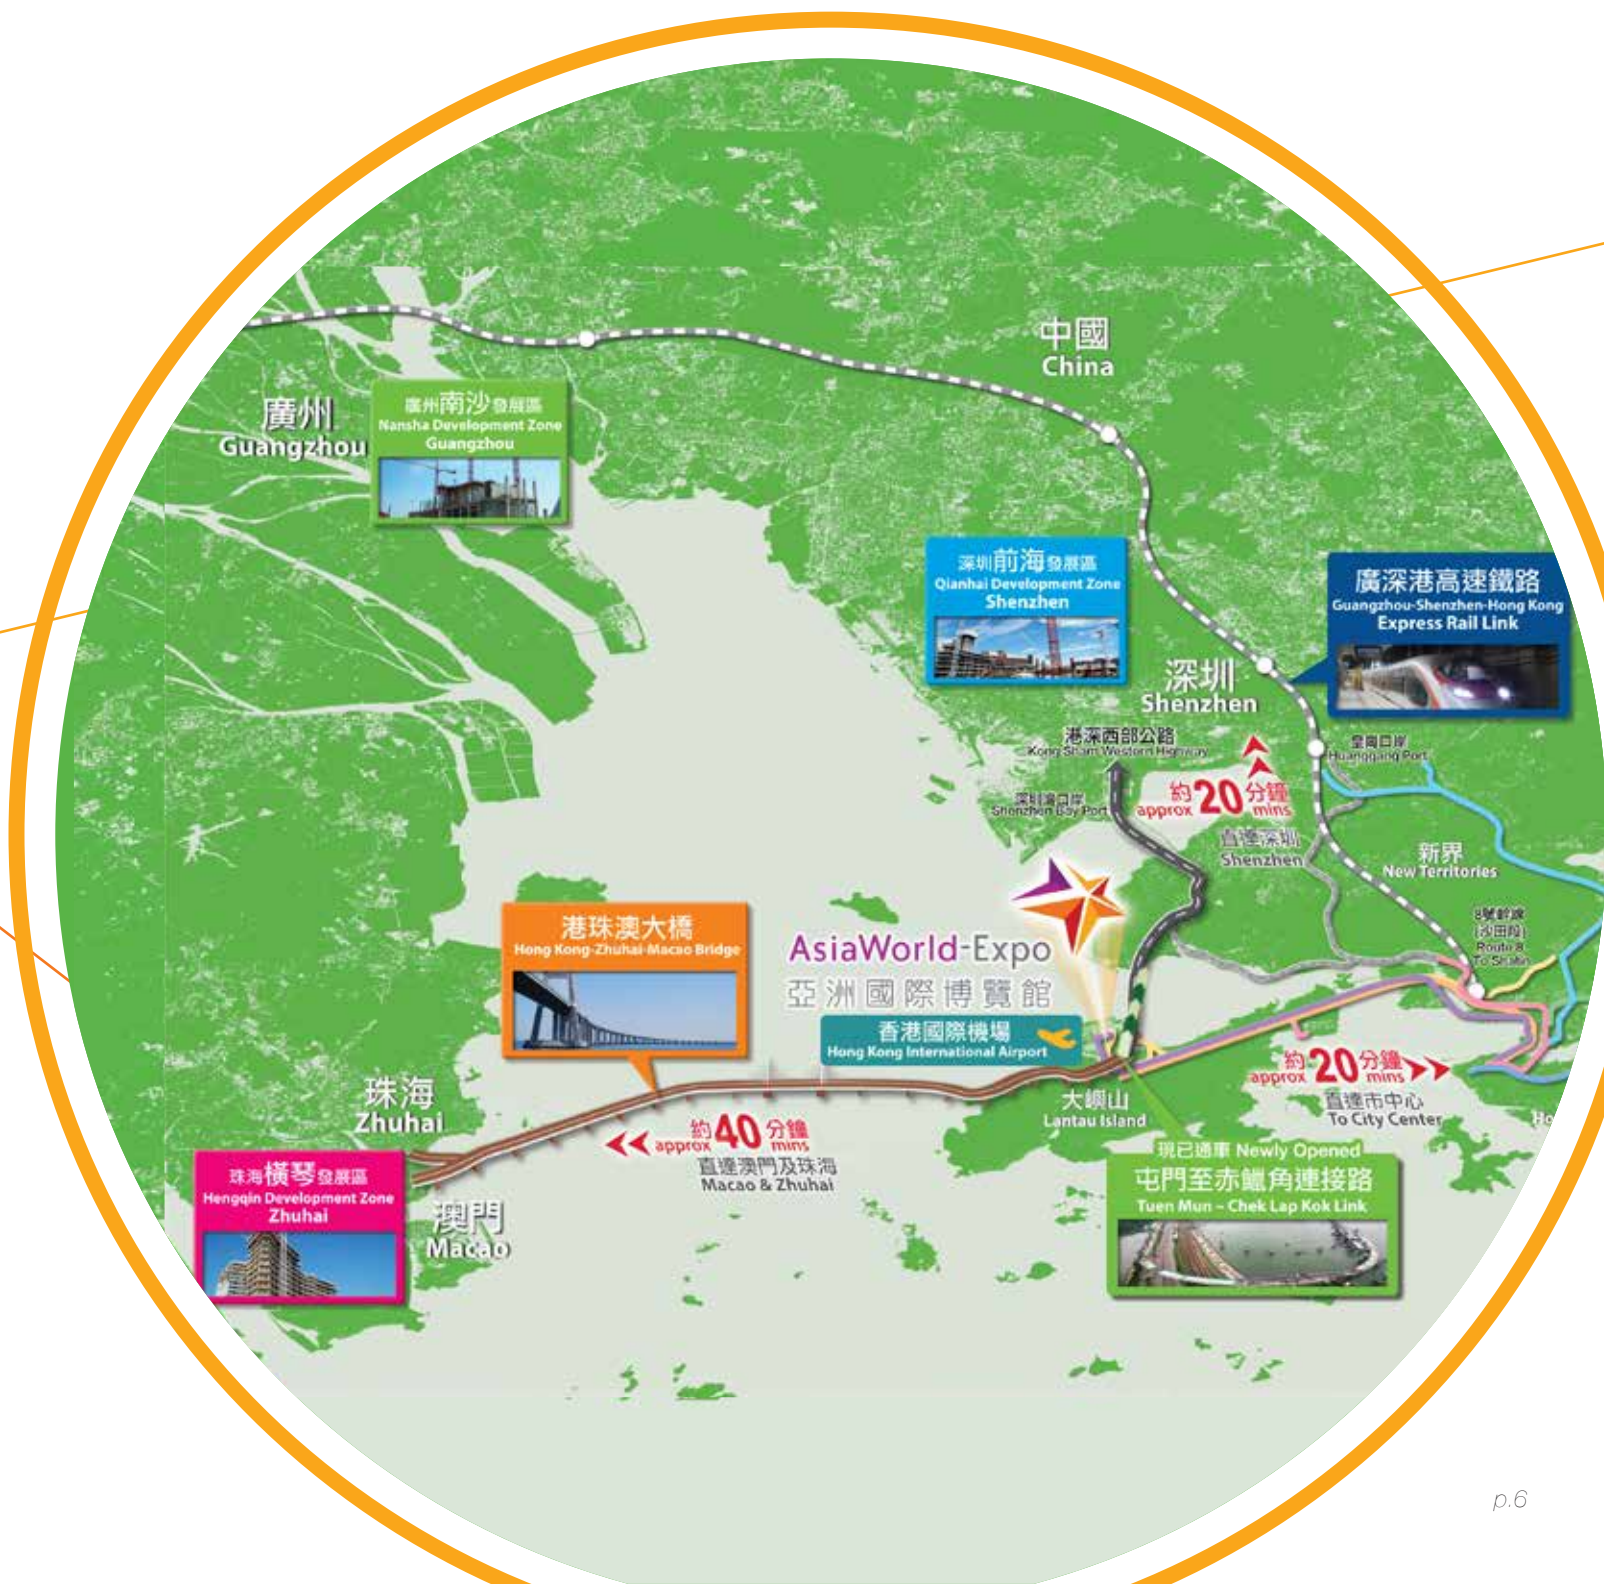 中國
China
廣州
Guangzhou
廣州南沙發展區
Nansha Development Zone
Guangzhou
深圳前海發展區
Qianhai Development Zone
Shenzhen
廣深港高速鐵路
Guangzhou-Shenzhen-Hong Kong
Express Rail Link
深圳
Shenzhen
港深西部公路
Kong Sham Western Highway
皇崗口岸
Huanggang Port
深圳灣口岸
Shenzhen Bay Port
約20分鐘
approx mins
直達深圳
Shenzhen
新界
New Territories
8號幹線
(沙田段)
Route 8
To Shatin
港珠澳大橋
Hong Kong-Zhuhai-Macao Bridge
AsiaWorld-Expo
亞洲國際博覽館
香港國際機場
Hong Kong International Airport
約20分鐘
approx mins
直達市中心
To City Center
大嶼山
Lantau Island
Ho
珠海
Zhuhai
約40分鐘
approx mins
直達澳門及珠海
Macao & Zhuhai
現已通車 Newly Opened
屯門至赤鱲角連接路
Tuen Mun – Chek Lap Kok Link
珠海橫琴發展區
Hengqin Development Zone
Zhuhai
澳門
Macao
p.6